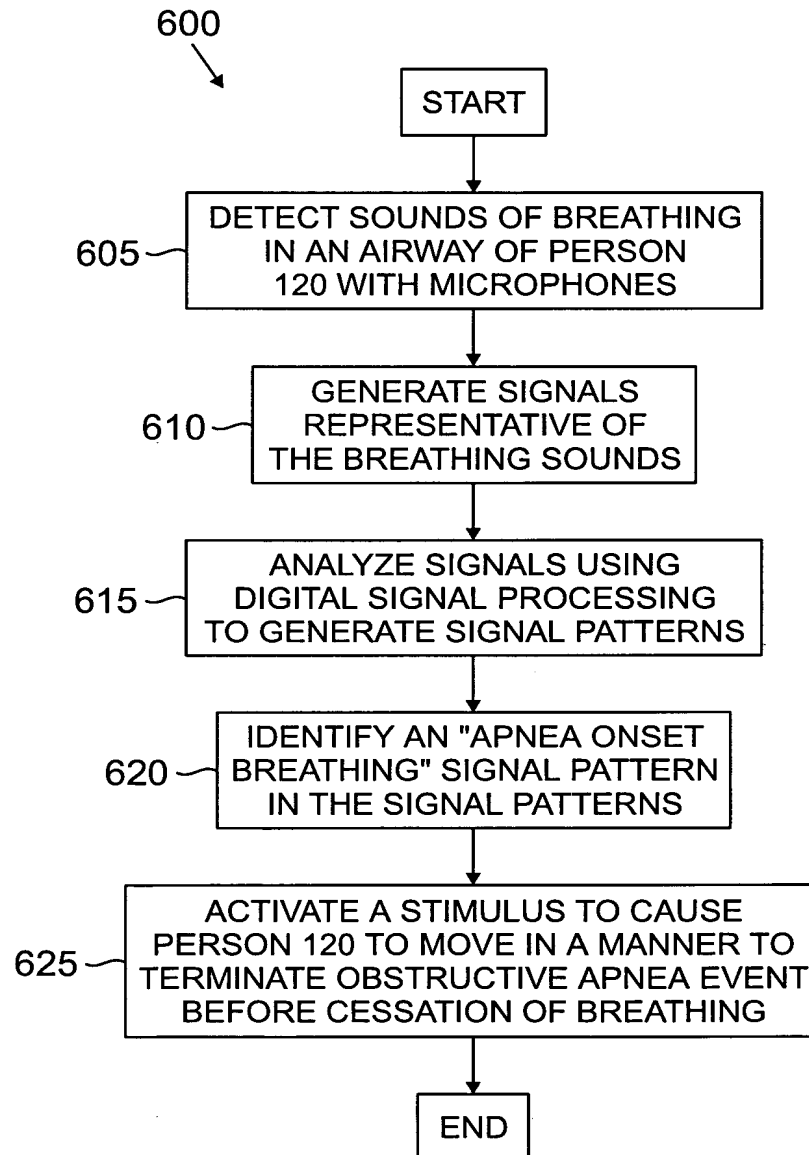 600
START
605
DETECT SOUNDS OF BREATHING
IN AN AIRWAY OF PERSON
120 WITH MICROPHONES
610
GENERATE SIGNALS
REPRESENTATIVE OF
THE BREATHING SOUNDS
615
ANALYZE SIGNALS USING
DIGITAL SIGNAL PROCESSING
TO GENERATE SIGNAL PATTERNS
620
IDENTIFY AN "APNEA ONSET
BREATHING" SIGNAL PATTERN
IN THE SIGNAL PATTERNS
625
ACTIVATE A STIMULUS TO CAUSE
PERSON 120 TO MOVE IN A MANNER TO
TERMINATE OBSTRUCTIVE APNEA EVENT
BEFORE CESSATION OF BREATHING
END